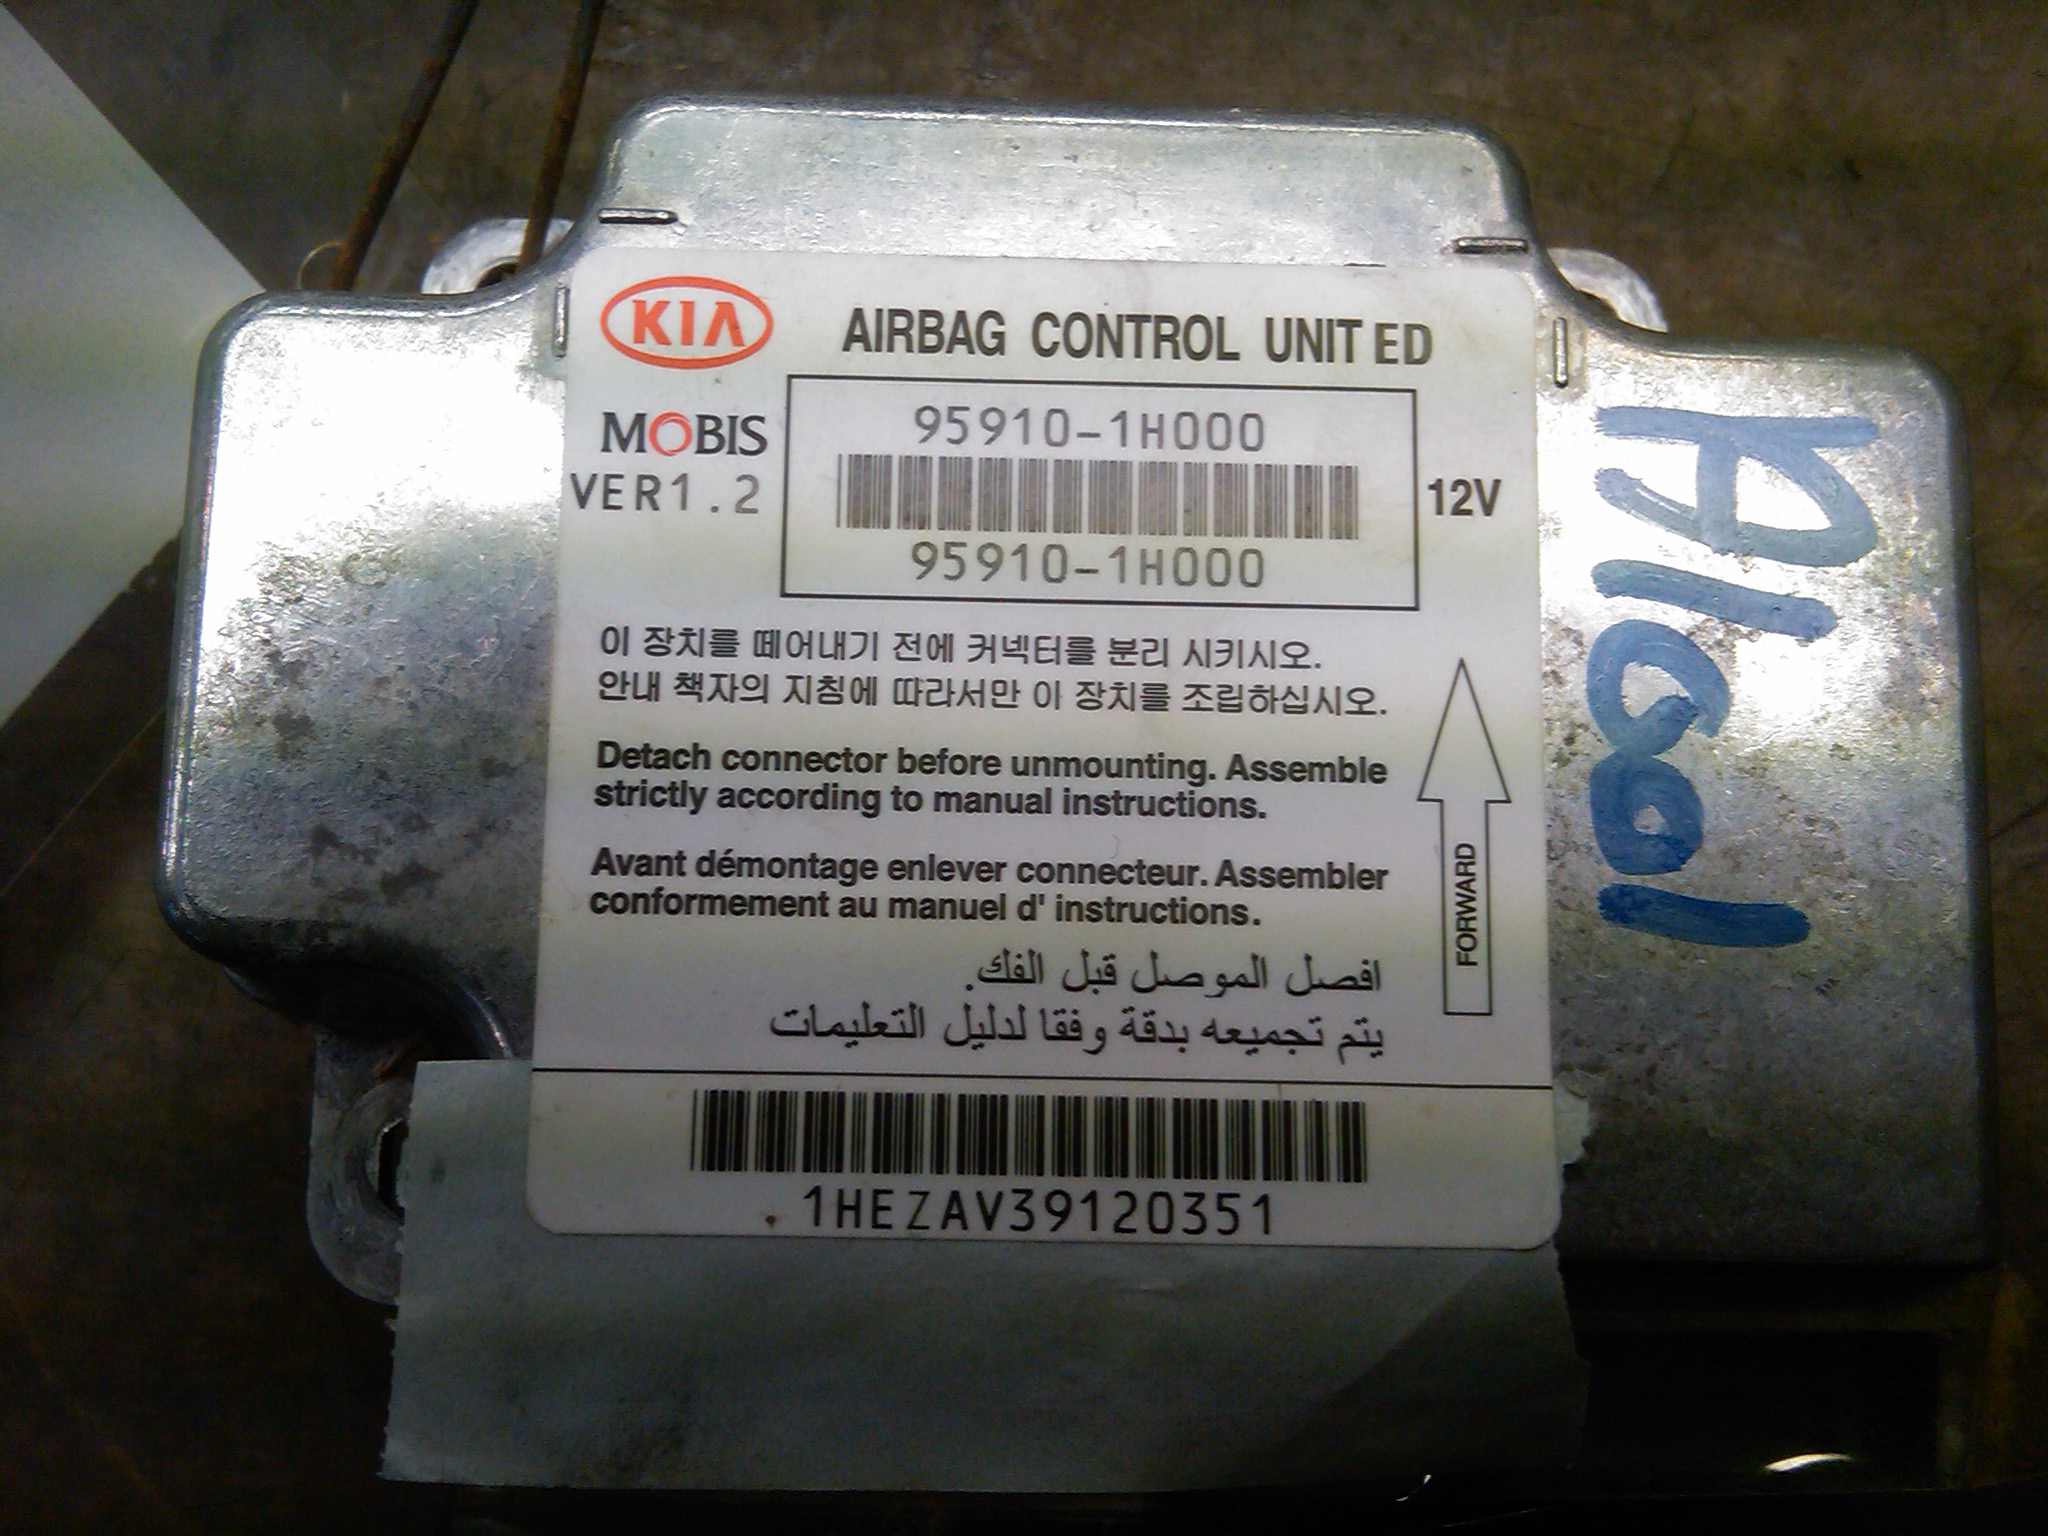 KIA
AIRBAG CONTROL UNIT ED
MOBIS
VER1.2
95910-1H000
95910-1H000
12V
이 장치를 떼어내기 전에 커넥터를 분리 시키시오.
안내 책자의 지침에 따라서만 이 장치를 조립하십시오.
Detach connector before unmounting. Assemble
strictly according to manual instructions.
Avant démontage enlever connecteur. Assembler
conformement au manuel d' instructions.
افصل الموصل قبل الفك.
يتم تجميعه بدقة وفقا لدليل التعليمات
FORWARD
1HEZAV39120351